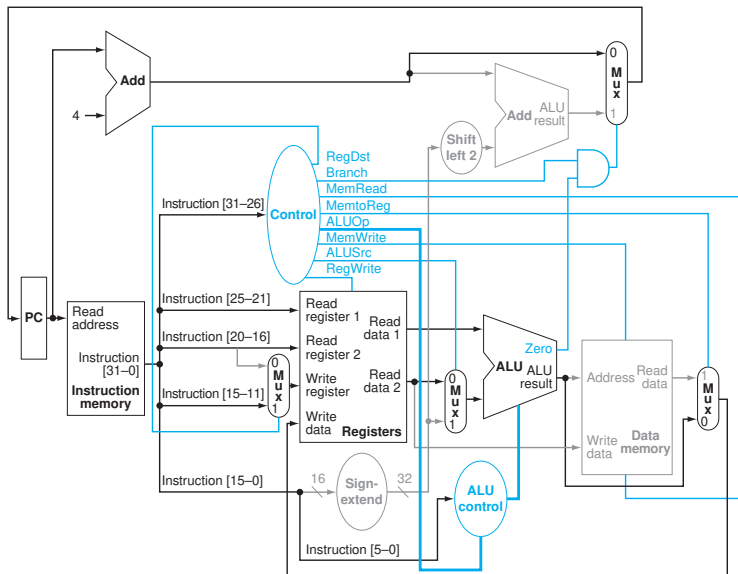 0
M
u
x
1
Add
4
Add
ALU
result
Shift
left 2
RegDst
Branch
MemRead
MemtoReg
ALUOp
MemWrite
ALUSrc
RegWrite
Control
Instruction [31–26]
Instruction [25–21]
Instruction [20–16]
Instruction [15–11]
Instruction [15–0]
Instruction [5–0]
PC
Read
address
Instruction
[31–0]
Instruction
memory
0
M
u
x
1
Read
register 1
Read
register 2
Write
register
Write
data
Read
data 1
Read
data 2
Registers
0
M
u
x
1
Zero
ALU
ALU
result
Address
Read
data
Write
data
Data
memory
1
M
u
x
0
16
Sign-
extend
32
ALU
control